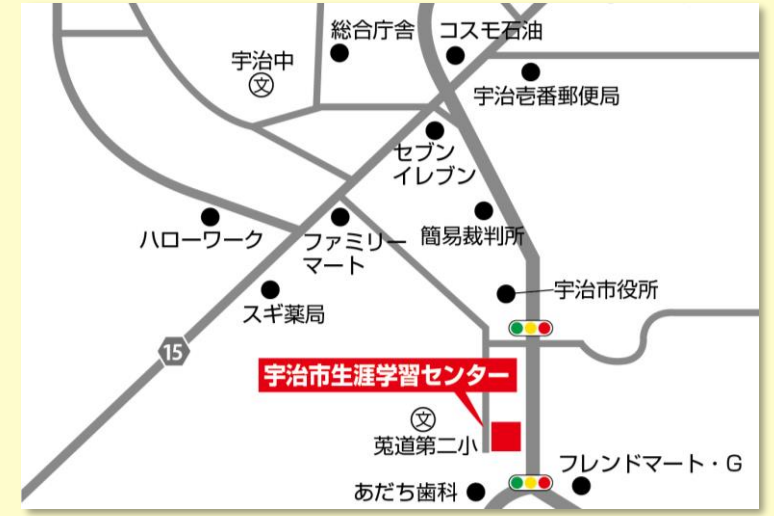 総合庁舎
コスモ石油
宇治中
文
宇治壱番郵便局
セブン
イレブン
簡易裁判所
ハローワーク
ファミリー
マート
宇治市役所
スギ薬局
15
宇治市生涯学習センター
文
莵道第二小
フレンドマート・G
あだち歯科